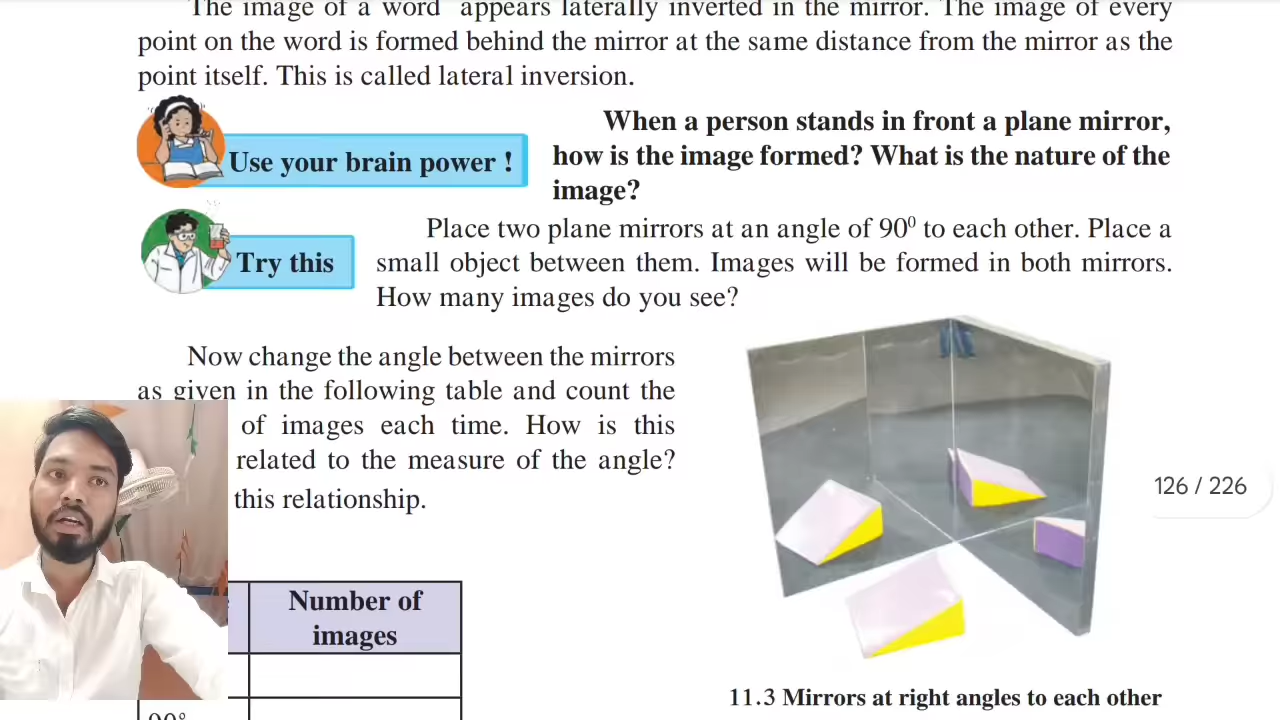 The image of a word appears laterally inverted in the mirror. The image of every
point on the word is formed behind the mirror at the same distance from the mirror as the
point itself. This is called lateral inversion.
Use your brain power !
When a person stands in front a plane mirror,
how is the image formed? What is the nature of the
image?
Try this
Place two plane mirrors at an angle of 90⁰ to each other. Place a
small object between them. Images will be formed in both mirrors.
How many images do you see?
Now change the angle between the mirrors
as given in the following table and count the
of images each time. How is this
related to the measure of the angle?
this relationship.
Number of
images
90°
126 / 226
11.3 Mirrors at right angles to each other